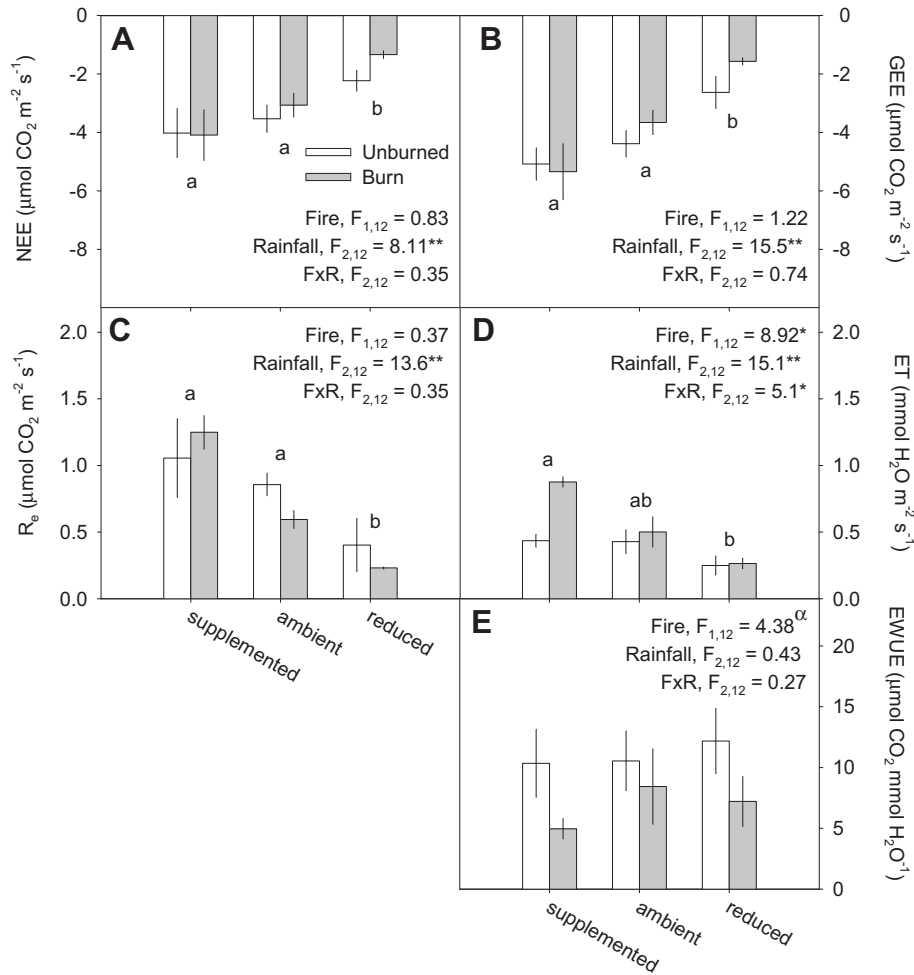 A
0
-2
-4
-6
-8
NEE (μmol CO₂ m⁻² s⁻¹)
a
a
b
Unburned
Burn
Fire, F₁,₁₂ = 0.83
Rainfall, F₂,₁₂ = 8.11**
FxR, F₂,₁₂ = 0.35
B
a
a
b
Fire, F₁,₁₂ = 1.22
Rainfall, F₂,₁₂ = 15.5**
FxR, F₂,₁₂ = 0.74
0
-2
-4
-6
-8
GEE (μmol CO₂ m⁻² s⁻¹)
C
2.0
1.5
1.0
0.5
0.0
Rₑ (μmol CO₂ m⁻² s⁻¹)
Fire, F₁,₁₂ = 0.37
Rainfall, F₂,₁₂ = 13.6**
FxR, F₂,₁₂ = 0.35
a
a
b
supplemented
ambient
reduced
D
Fire, F₁,₁₂ = 8.92*
Rainfall, F₂,₁₂ = 15.1**
FxR, F₂,₁₂ = 5.1*
a
ab
b
2.0
1.5
1.0
0.5
0.0
ET (mmol H₂O m⁻² s⁻¹)
E
Fire, F₁,₁₂ = 4.38^α
Rainfall, F₂,₁₂ = 0.43
FxR, F₂,₁₂ = 0.27
20
15
10
5
0
EWUE (μmol CO₂ mmol H₂O⁻¹)
supplemented
ambient
reduced